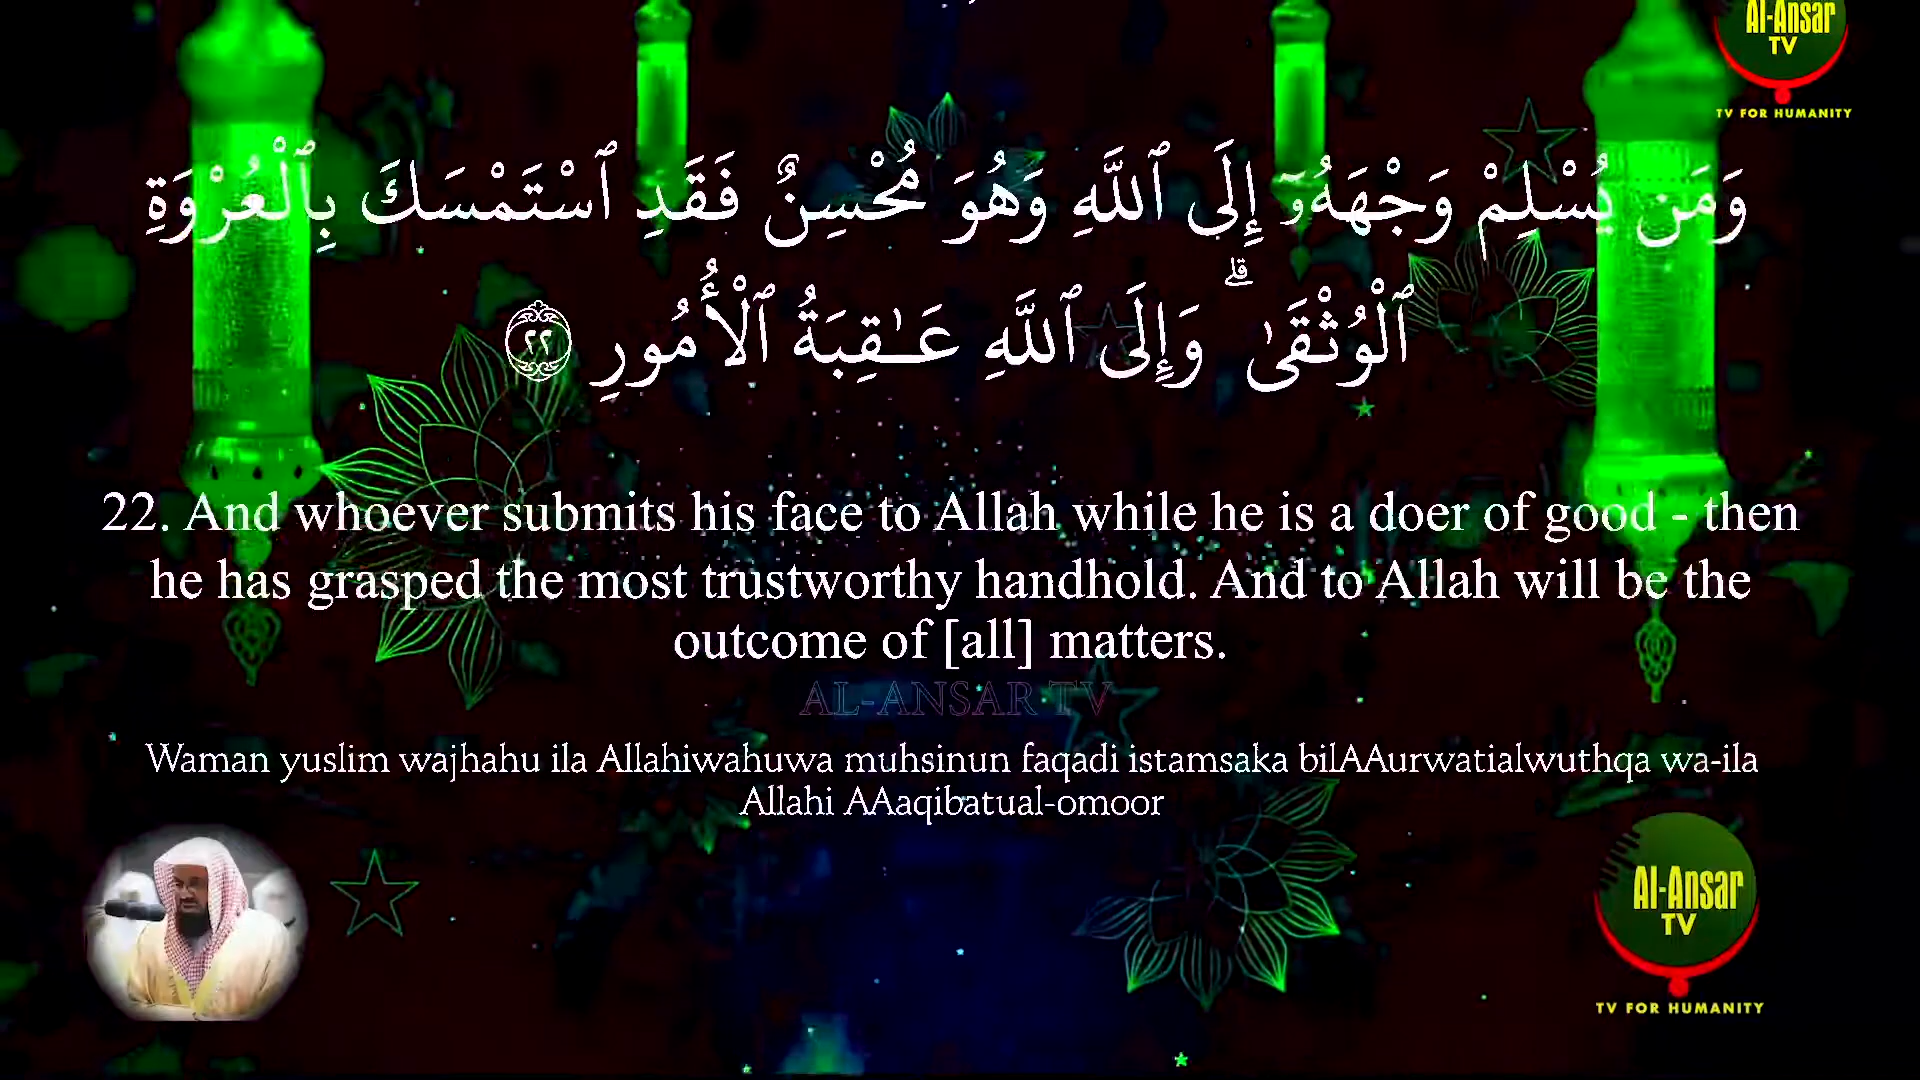 Al-Ansar
TV
TV FOR HUMANITY
وَمَن يُسْلِمْ وَجْهَهُۥٓ إِلَى ٱللَّهِ وَهُوَ مُحْسِنٌ فَقَدِ ٱسْتَمْسَكَ بِٱلْعُرْوَةِ
ٱلْوُثْقَىٰ ۗ وَإِلَى ٱللَّهِ عَـٰقِبَةُ ٱلْأُمُورِ ٢٢
22. And whoever submits his face to Allah while he is a doer of good - then
he has grasped the most trustworthy handhold. And to Allah will be the
outcome of [all] matters.
AL-ANSAR TV
Waman yuslim wajhahu ila Allahiwahuwa muhsinun faqadi istamsaka bilAAurwatialwuthqa wa-ila
Allahi AAaqibatual-omoor
Al-Ansar
TV
TV FOR HUMANITY